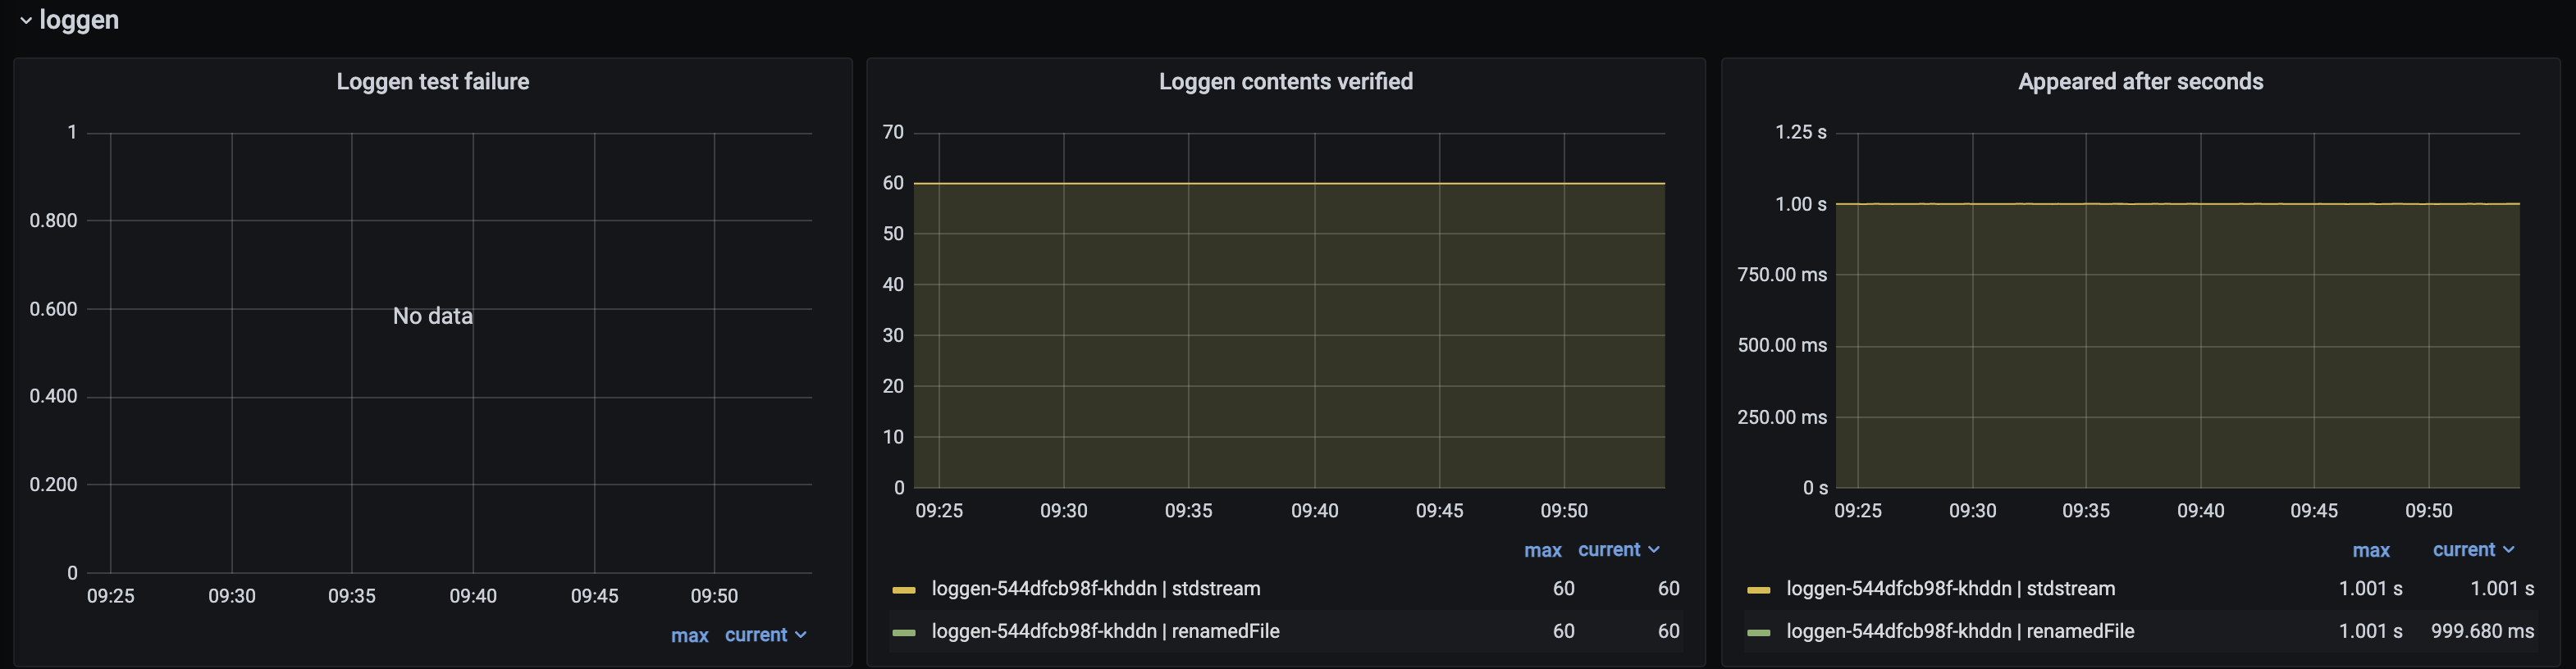 loggen
Loggen test failure
1
0.800
0.600
No data
0.400
0.200
0
09:25 09:30 09:35 09:40 09:45 09:50
max current
Loggen contents verified
70
60
50
40
30
20
10
0
09:25 09:30 09:35 09:40 09:45 09:50
max current
loggen-544dfcb98f-khddn | stdstream 60 60
loggen-544dfcb98f-khddn | renamedFile 60 60
Appeared after seconds
1.25 s
1.00 s
750.00 ms
500.00 ms
250.00 ms
0 s
09:25 09:30 09:35 09:40 09:45 09:50
max current
loggen-544dfcb98f-khddn | stdstream 1.001 s 1.001 s
loggen-544dfcb98f-khddn | renamedFile 1.001 s 999.680 ms